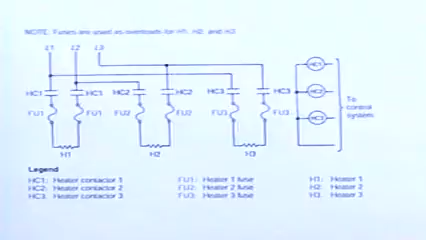 NOTE: Fuses are used as overloads for H1, H2, and H3
L1 L2 L3
HC1
HC1 HC1 HC2 HC2 HC3 HC3
HC2
To
control
system
FU1 FU1 FU2 FU2 FU3 FU3
HC3
H1 H2 H3
Legend
HC1: Heater contactor 1 FU1: Heater 1 fuse H1: Heater 1
HC2: Heater contactor 2 FU2: Heater 2 fuse H2: Heater 2
HC3: Heater contactor 3 FU3: Heater 3 fuse H3: Heater 3